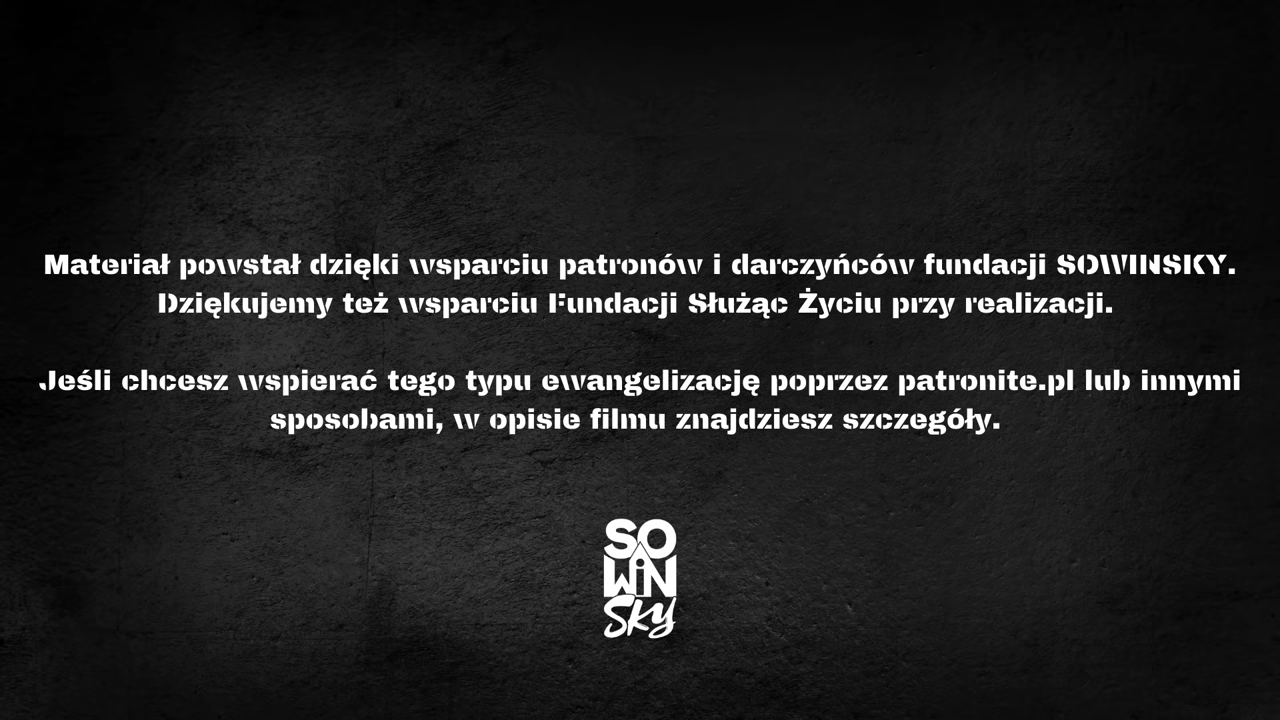 Materiał powstał dzięki wsparciu patronów i darczyńców fundacji SOWINSKY.
Dziękujemy też wsparciu Fundacji Służąc Życiu przy realizacji.
Jeśli chcesz wspierać tego typu ewangelizację poprzez patronite.pl lub innymi
sposobami, w opisie filmu znajdziesz szczegóły.
SO
WiN
Sky